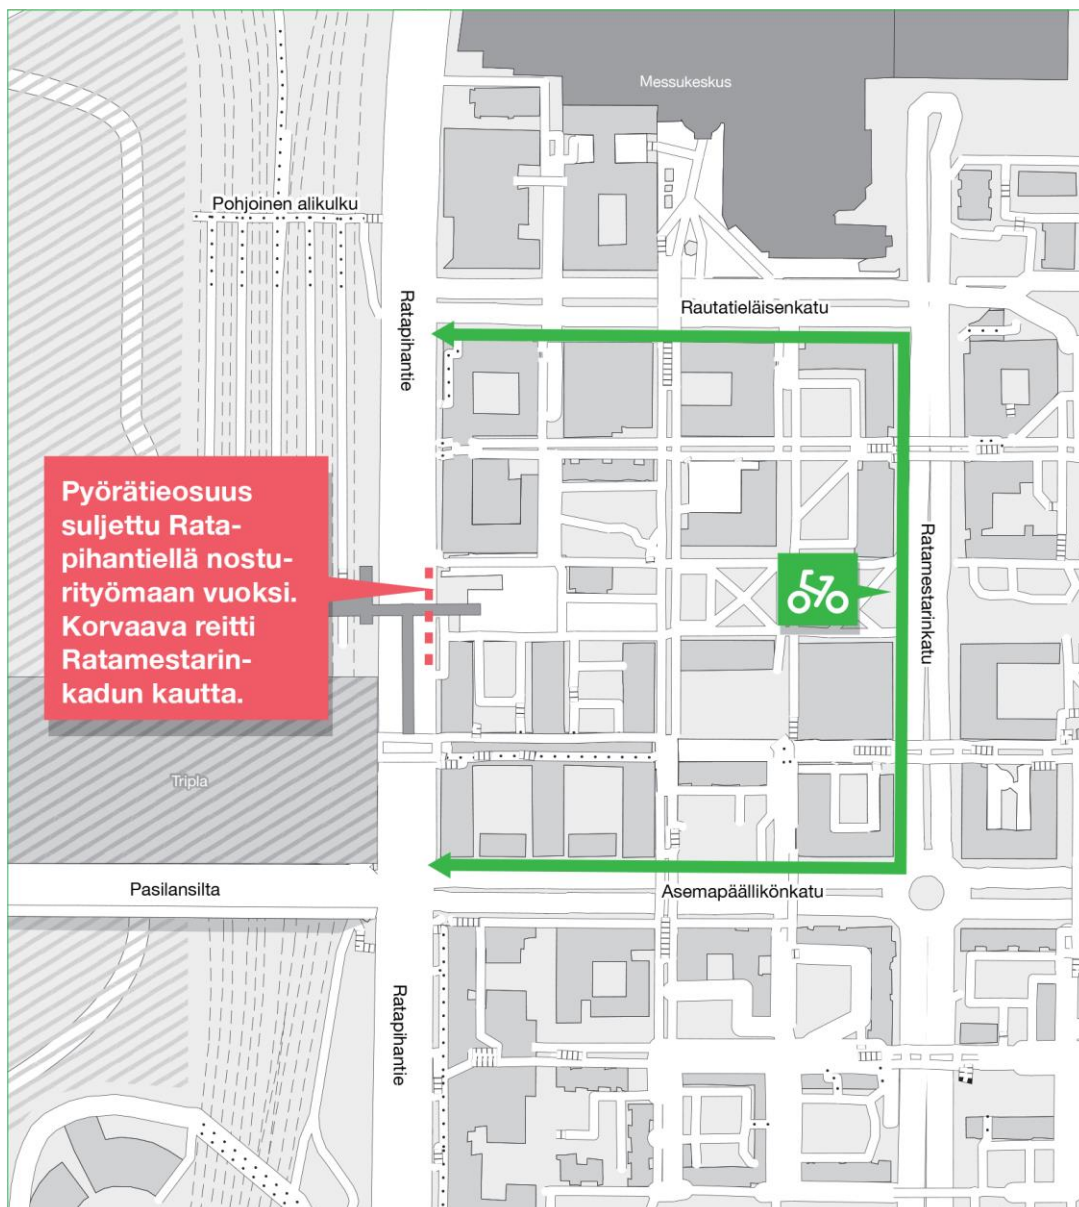 Messukeskus
Pohjoinen alikulku
Ratapihantie
Rautatieläisenkatu
Pyörätieosuus
suljettu Rata-
pihantiellä nostu-
rityömaan vuoksi.
Korvaava reitti
Ratamestarin-
kadun kautta.
Ratamestarinkatu
Tripla
Pasilansilta
Asemapäällikönkatu
Ratapihantie